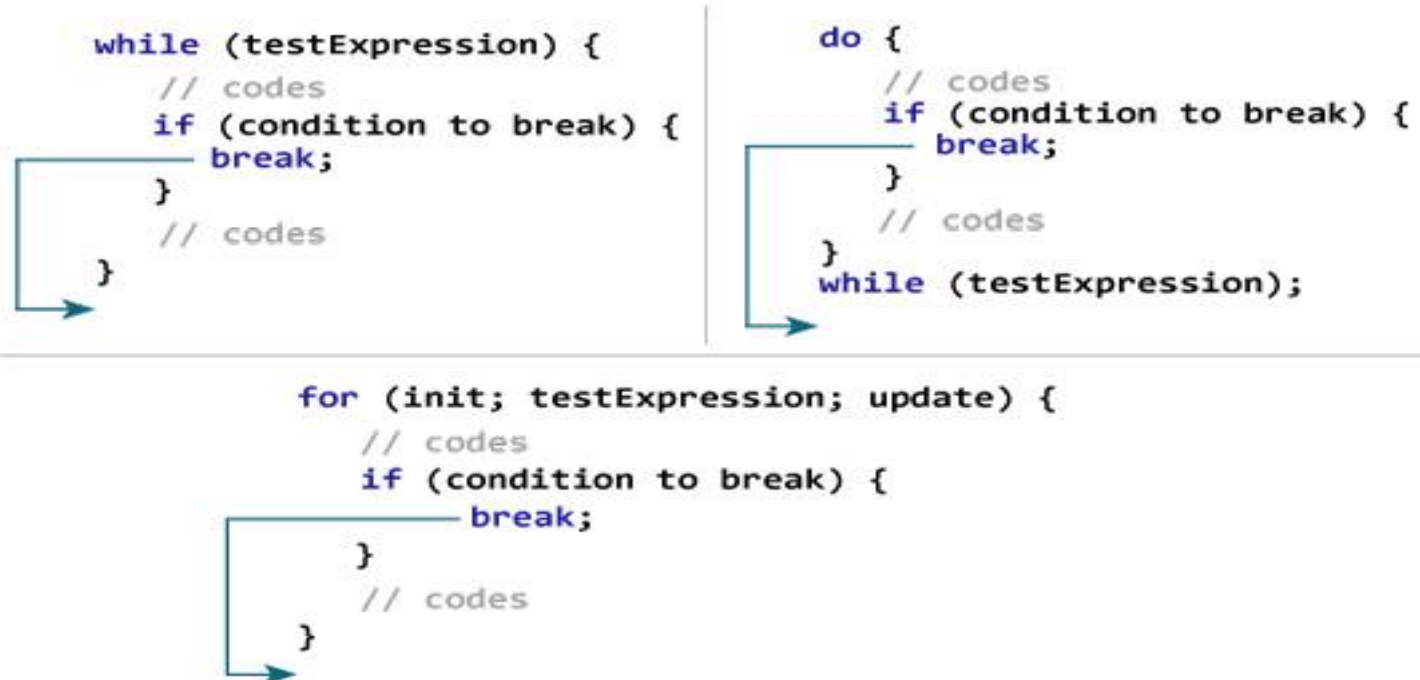 while (testExpression) {
// codes
if (condition to break) {
break;
}
// codes
}
do {
// codes
if (condition to break) {
break;
}
// codes
}
while (testExpression);
for (init; testExpression; update) {
// codes
if (condition to break) {
break;
}
// codes
}